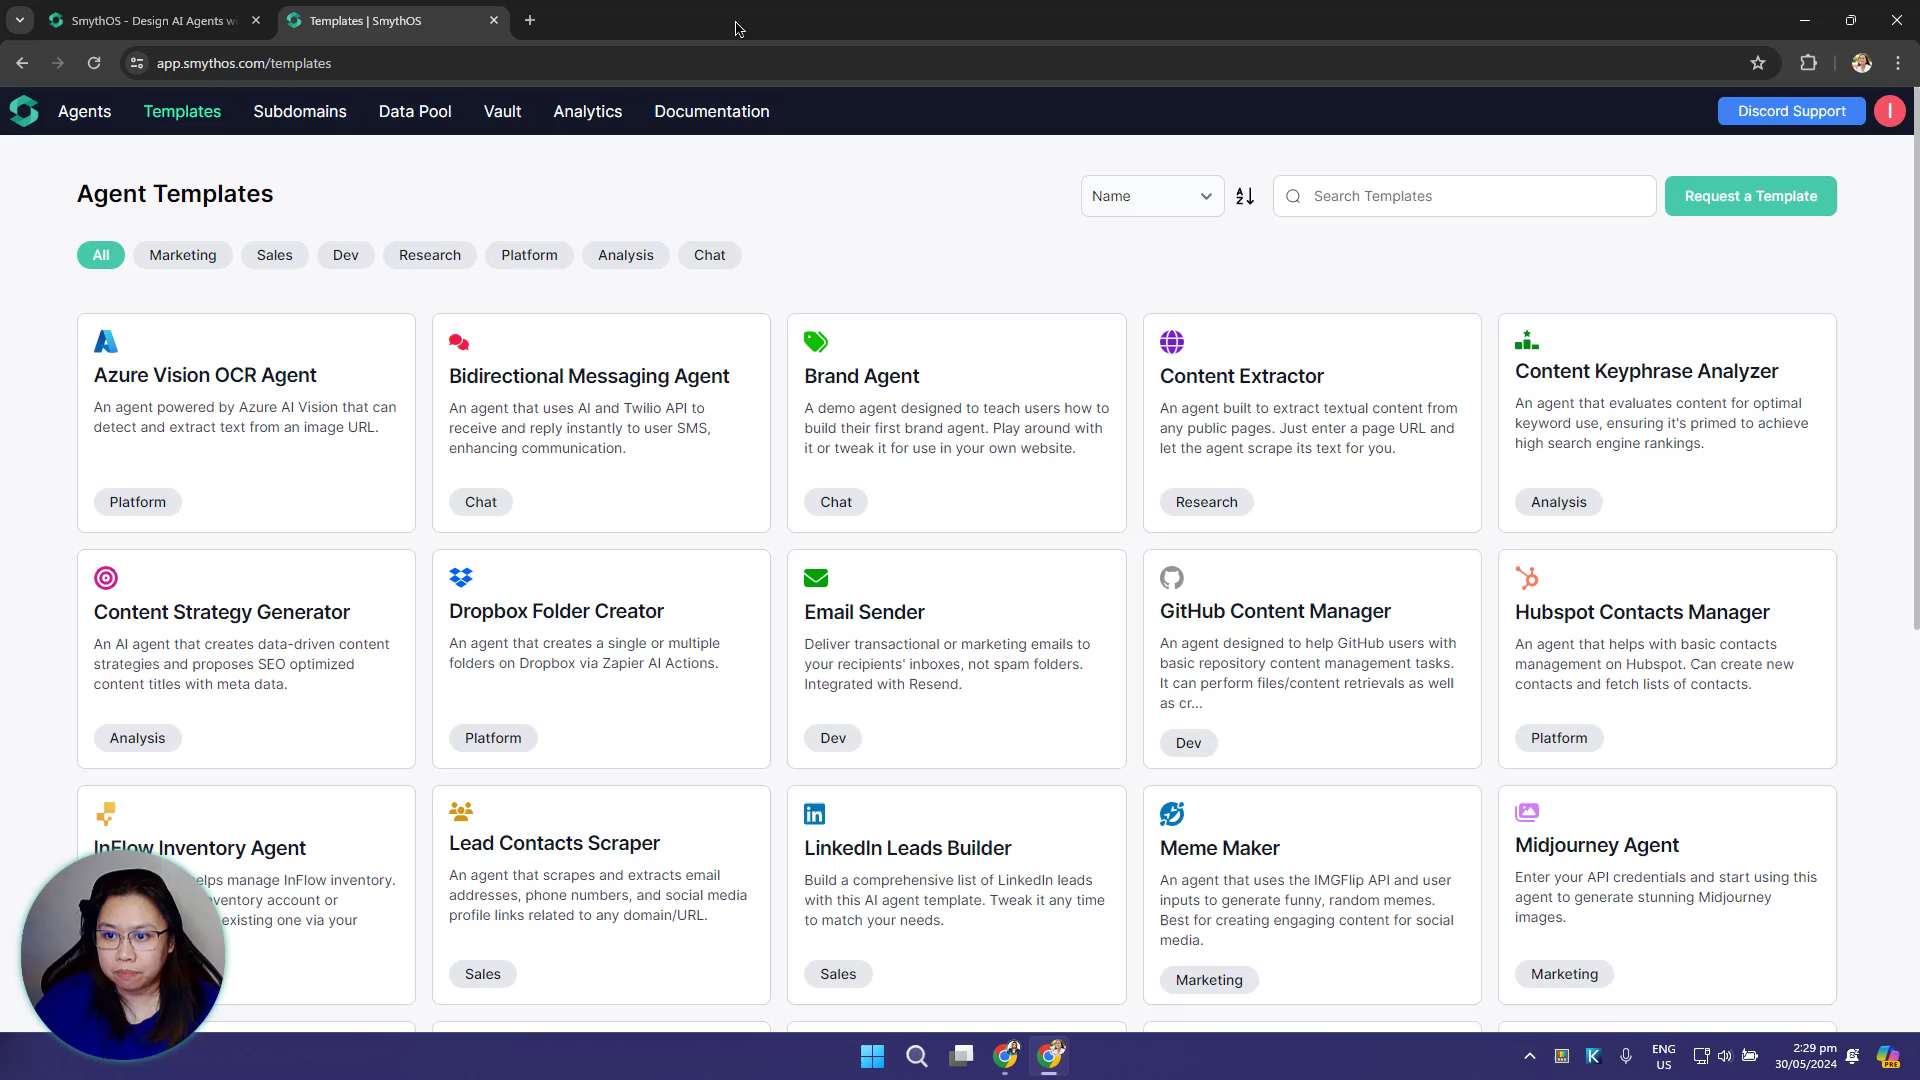 SmythOS - Design AI Agents w
Templates | SmythOS
app.smythos.com/templates
Agents
Templates
Subdomains
Data Pool
Vault
Analytics
Documentation
Discord Support
I
Agent Templates
Name
Search Templates
Request a Template
All
Marketing
Sales
Dev
Research
Platform
Analysis
Chat
Azure Vision OCR Agent
An agent powered by Azure AI Vision that can
detect and extract text from an image URL.
Platform
Bidirectional Messaging Agent
An agent that uses AI and Twilio API to
receive and reply instantly to user SMS,
enhancing communication.
Chat
Brand Agent
A demo agent designed to teach users how to
build their first brand agent. Play around with
it or tweak it for use in your own website.
Chat
Content Extractor
An agent built to extract textual content from
any public pages. Just enter a page URL and
let the agent scrape its text for you.
Research
Content Keyphrase Analyzer
An agent that evaluates content for optimal
keyword use, ensuring it's primed to achieve
high search engine rankings.
Analysis
Content Strategy Generator
An AI agent that creates data-driven content
strategies and proposes SEO optimized
content titles with meta data.
Analysis
Dropbox Folder Creator
An agent that creates a single or multiple
folders on Dropbox via Zapier AI Actions.
Platform
Email Sender
Deliver transactional or marketing emails to
your recipients' inboxes, not spam folders.
Integrated with Resend.
Dev
GitHub Content Manager
An agent designed to help GitHub users with
basic repository content management tasks.
It can perform files/content retrievals as well
as cr...
Dev
Hubspot Contacts Manager
An agent that helps with basic contacts
management on Hubspot. Can create new
contacts and fetch lists of contacts.
Platform
InFlow Inventory Agent
elps manage InFlow inventory.
ventory account or
existing one via your
Lead Contacts Scraper
An agent that scrapes and extracts email
addresses, phone numbers, and social media
profile links related to any domain/URL.
Sales
LinkedIn Leads Builder
Build a comprehensive list of LinkedIn leads
with this AI agent template. Tweak it any time
to match your needs.
Sales
Meme Maker
An agent that uses the IMGFlip API and user
inputs to generate funny, random memes.
Best for creating engaging content for social
media.
Marketing
Midjourney Agent
Enter your API credentials and start using this
agent to generate stunning Midjourney
images.
Marketing
ENG
US
2:29 pm
30/05/2024
PRE